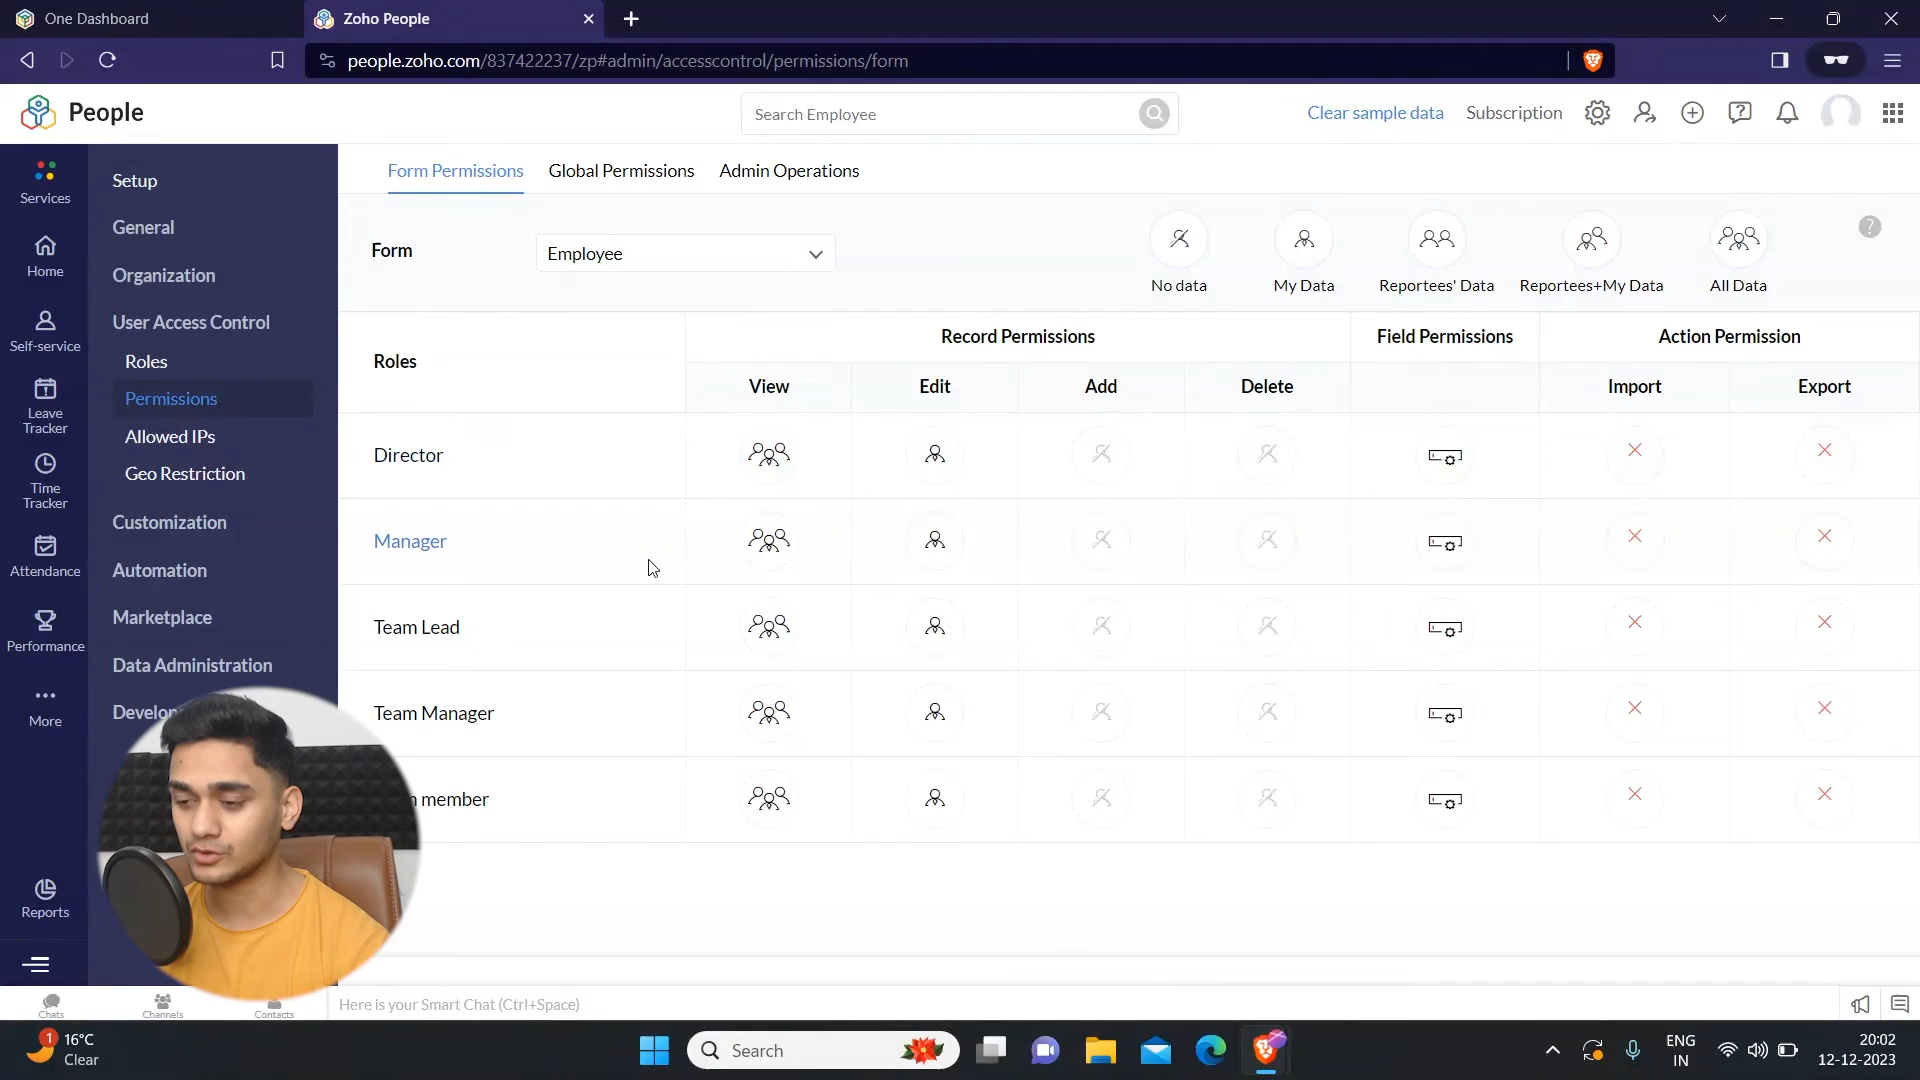 One Dashboard
Zoho People
people.zoho.com/837422237/zp#admin/accesscontrol/permissions/form
People
Search Employee
Clear sample data
Subscription
Services
Home
Self-service
Leave
Tracker
Time
Tracker
Attendance
Performance
More
Reports
Setup
General
Organization
User Access Control
Roles
Permissions
Allowed IPs
Geo Restriction
Customization
Automation
Marketplace
Data Administration
Form Permissions
Global Permissions
Admin Operations
Form
Employee
No data
My Data
Reportees' Data
Reportees+My Data
All Data
?
Roles
Record Permissions
Field Permissions
Action Permission
View
Edit
Add
Delete
Import
Export
Director
Manager
Team Lead
Team Manager
member
Chats
Channels
Contacts
Here is your Smart Chat (Ctrl+Space)
1
16°C
Clear
Search
ENG
IN
20:02
12-12-2023